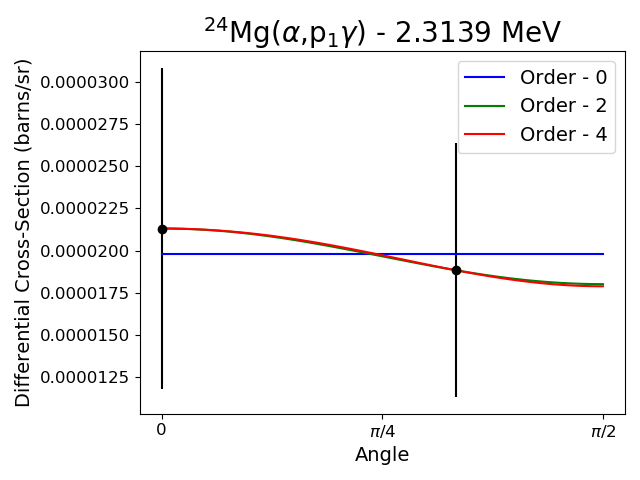 ²⁴Mg(α,p₁γ) - 2.3139 MeV
Differential Cross-Section (barns/sr)
0.0000300
0.0000275
0.0000250
0.0000225
0.0000200
0.0000175
0.0000150
0.0000125
Order - 0
Order - 2
Order - 4
0
π/4
π/2
Angle